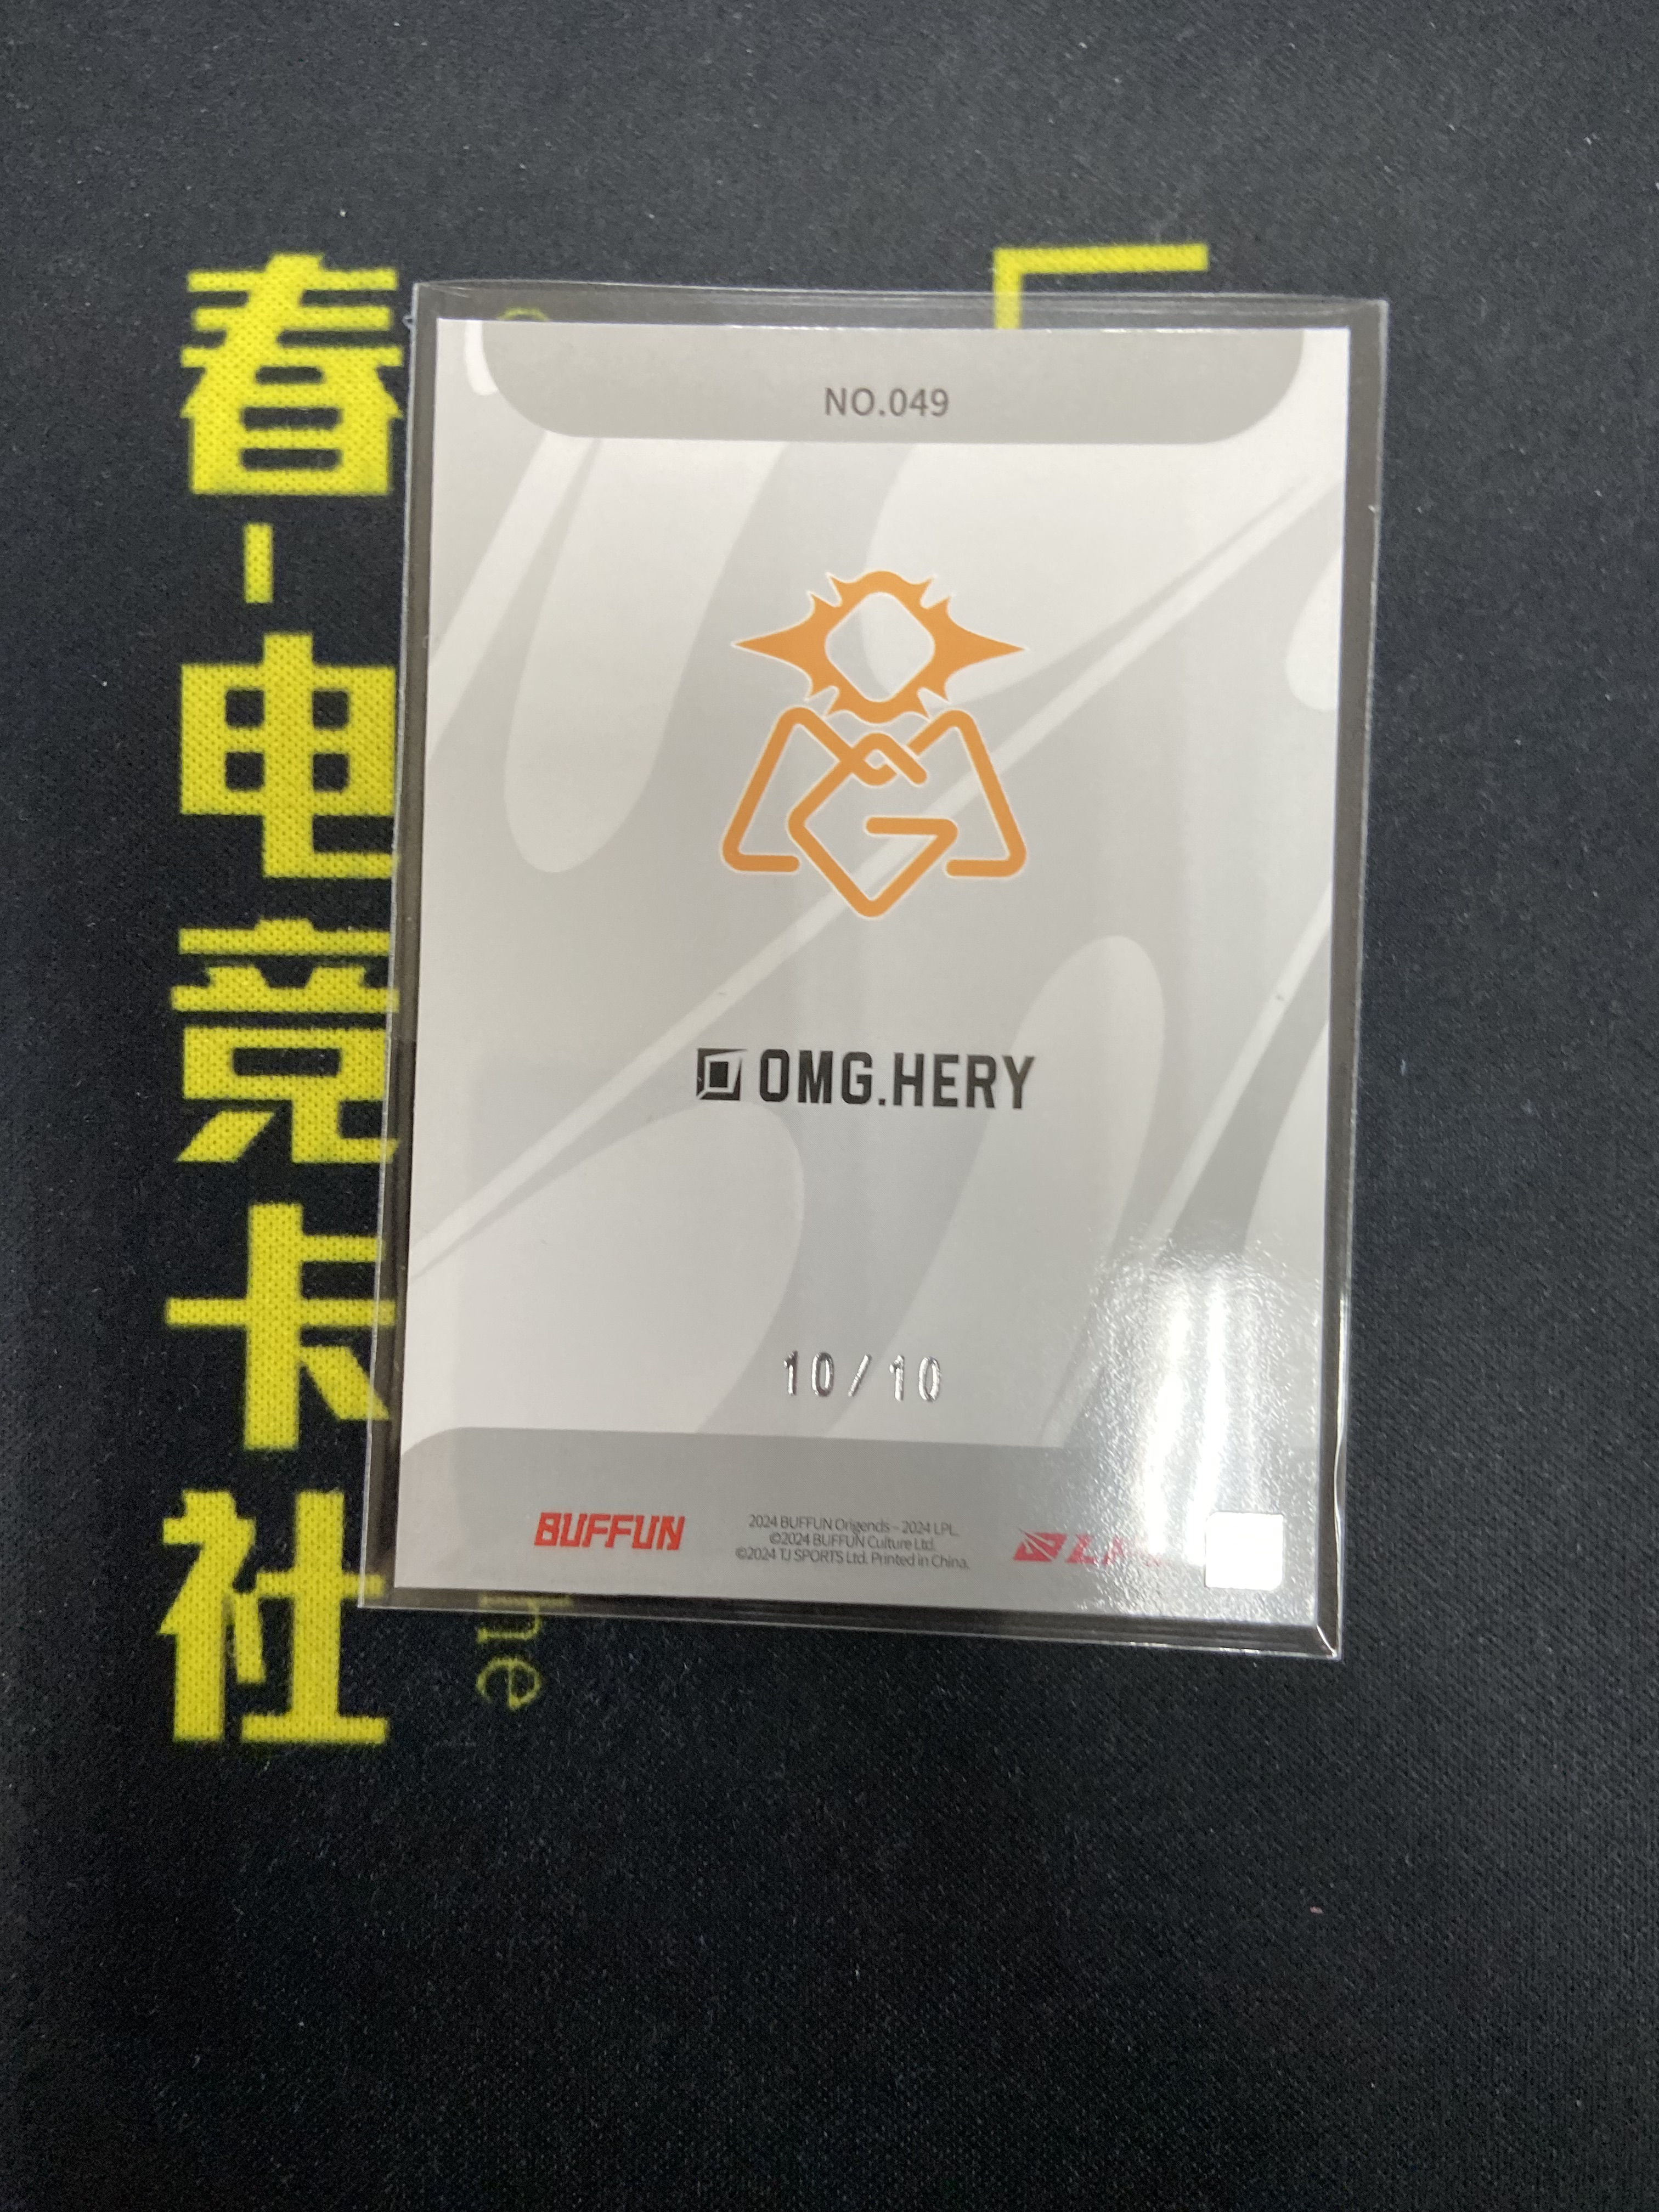 春-电竞卡社
NO.049
OMG.HERY
10/10
BUFFUN
2024 BUFFUN Origends - 2024 LPL.
©2024 BUFFUN Culture Ltd.
©2024 TJ SPORTS Ltd. Printed in China.
he